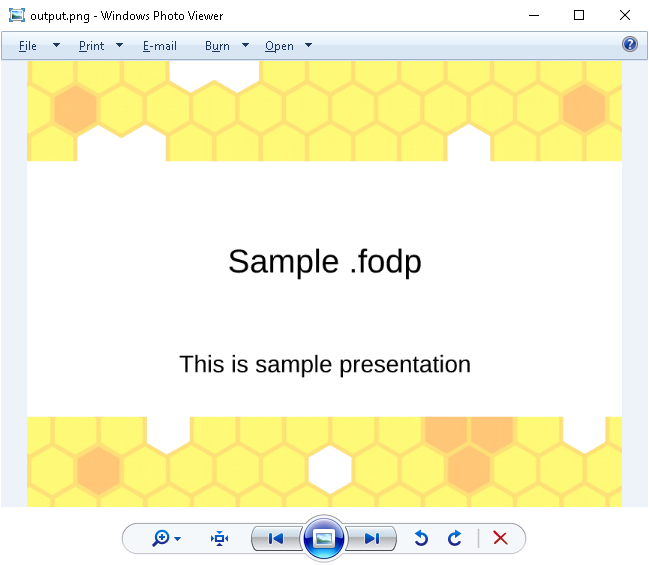 output.png - Windows Photo Viewer
File Print E-mail Burn Open
Sample .fodp
This is sample presentation